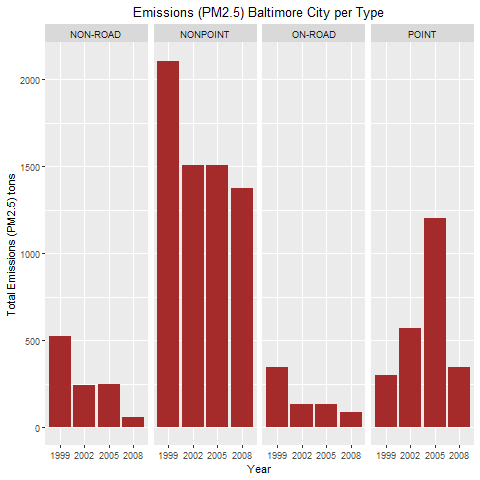 Emissions (PM2.5) Baltimore City per Type
NON-ROAD NONPOINT ON-ROAD POINT
Total Emissions (PM2.5) tons
2000
1500
1000
500
0
1999 2002 2005 2008 1999 2002 2005 2008 1999 2002 2005 2008 1999 2002 2005 2008
Year